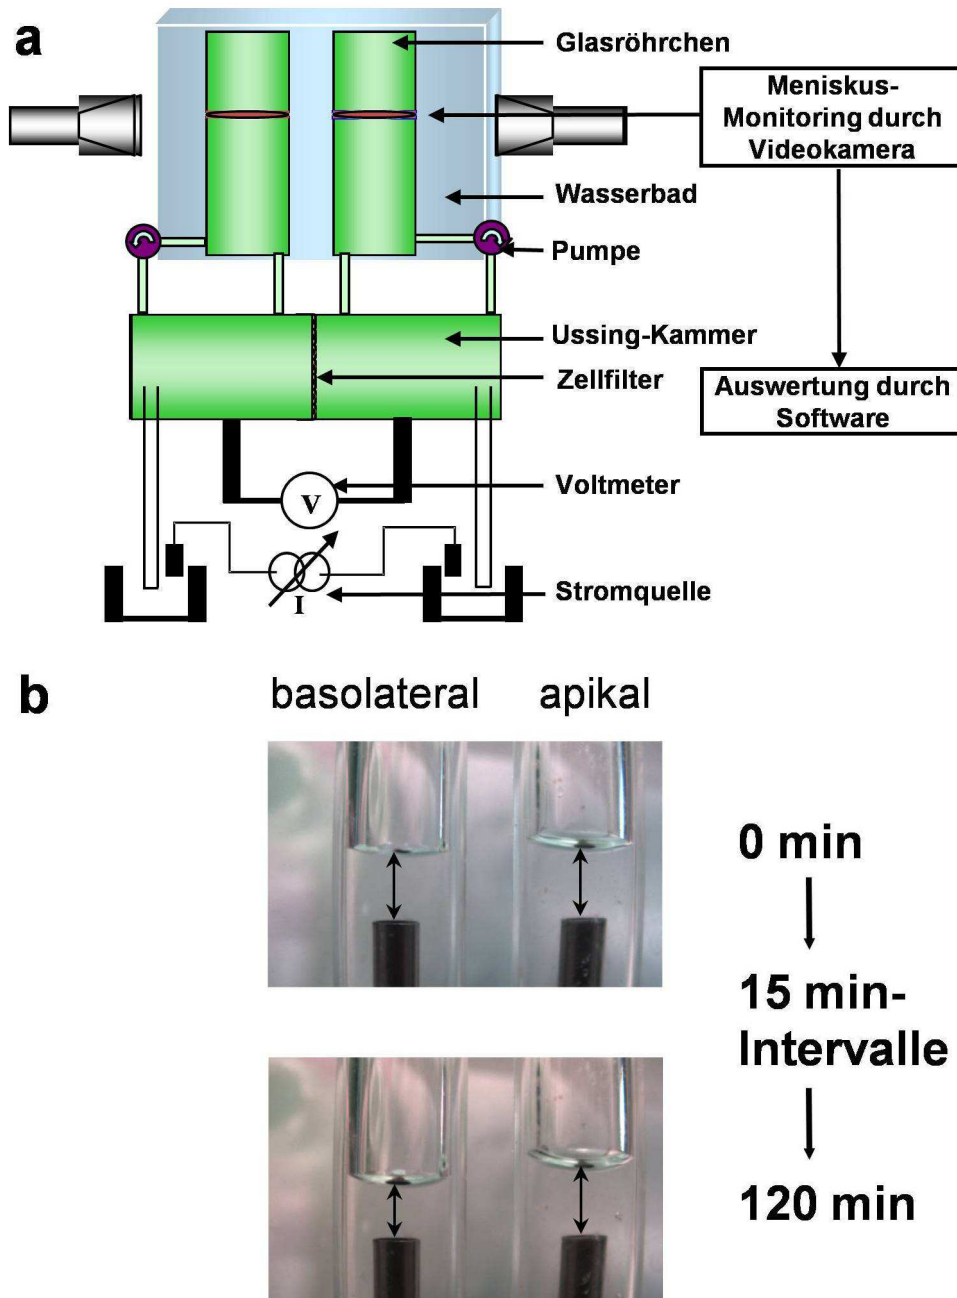 a
Glasröhrchen
Meniskus-
Monitoring durch
Videokamera
Wasserbad
Pumpe
Ussing-Kammer
Zellfilter
Auswertung durch
Software
V
Voltmeter
I
Stromquelle
b
basolateral
apikal
0 min
15 min-
Intervalle
120 min